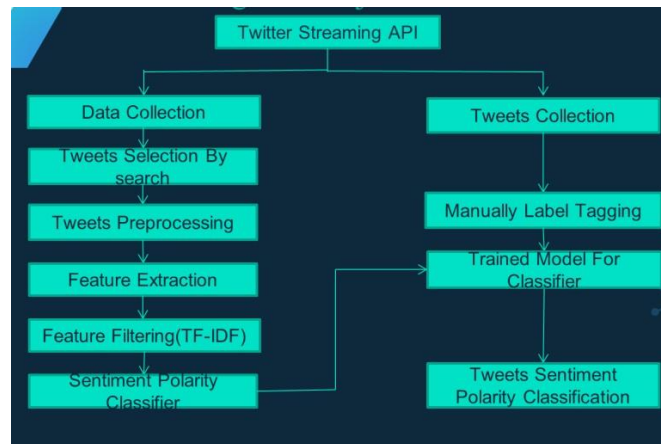 Twitter Streaming API
Data Collection
Tweets Selection By
search
Tweets Preprocessing
Feature Extraction
Feature Filtering(TF-IDF)
Sentiment Polarity
Classifier
Tweets Collection
Manually Label Tagging
Trained Model For
Classifier
Tweets Sentiment
Polarity Classification